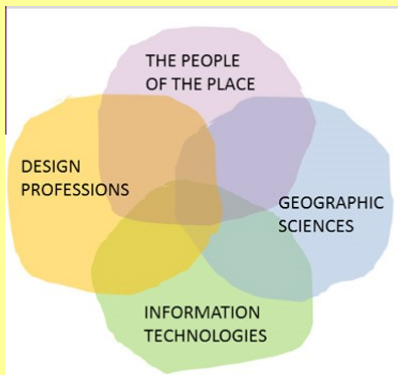 THE PEOPLE
OF THE PLACE
DESIGN
PROFESSIONS
GEOGRAPHIC
SCIENCES
INFORMATION
TECHNOLOGIES